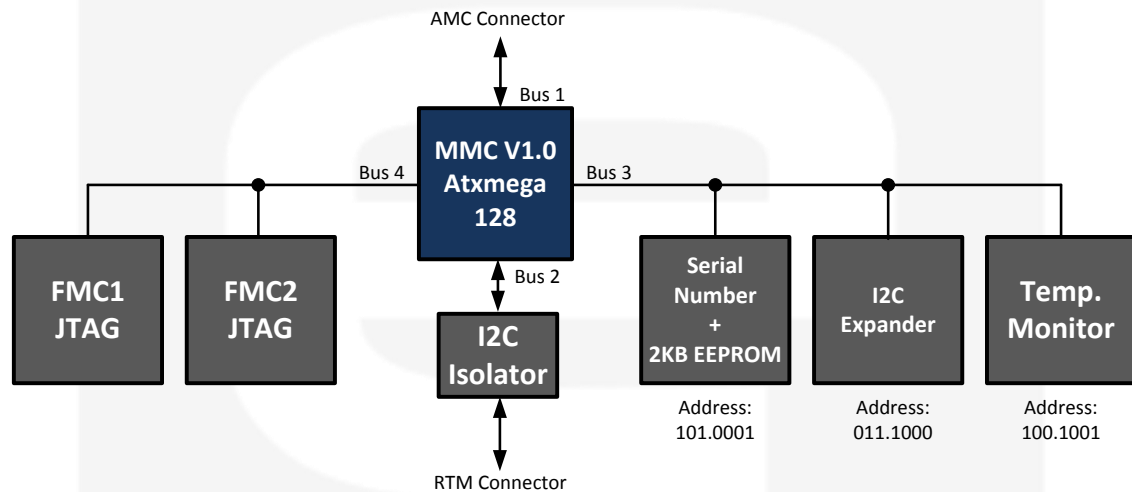 AMC Connector
Bus 1
MMC V1.0
Atxmega
128
Bus 4
Bus 3
Bus 2
FMC1
JTAG
FMC2
JTAG
I2C
Isolator
Serial
Number
+
2KB EEPROM
I2C
Expander
Temp.
Monitor
Address:
101.0001
Address:
011.1000
Address:
100.1001
RTM Connector